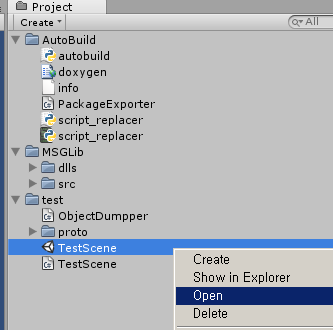 Project
Create
All
AutoBuild
autobuild
doxygen
info
PackageExporter
script_replacer
script_replacer
MSGLib
dlls
src
test
ObjectDumpper
proto
TestScene
TestScene
Create
Show in Explorer
Open
Delete